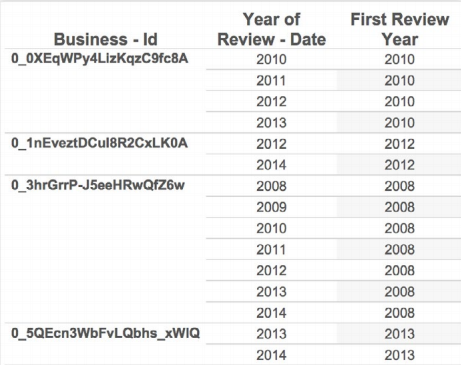 Business - Id Year of Review - Date First Review Year
0_0XEqWPy4LizKqzC9fc8A 2010 2010
2011 2010
2012 2010
2013 2010
0_1nEveztDCuI8R2CxLK0A 2012 2012
2014 2012
0_3hrGrrP-J5eeHRwQfZ6w 2008 2008
2009 2008
2010 2008
2011 2008
2012 2008
2013 2008
2014 2008
0_5QEcn3WbFvLQbhs_xWIQ 2013 2013
2014 2013